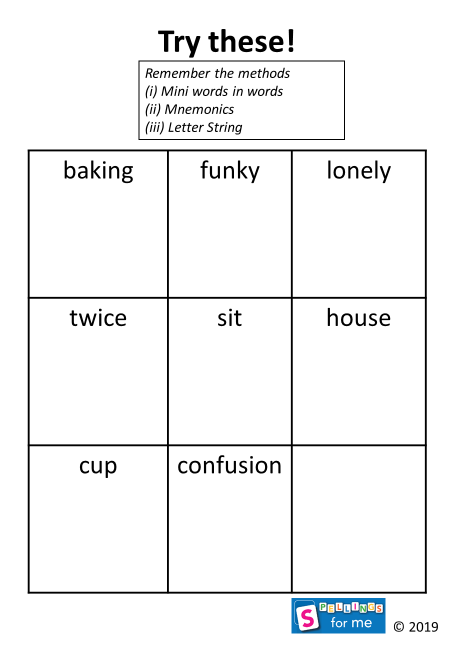 Try these!
Remember the methods
(i) Mini words in words
(ii) Mnemonics
(iii) Letter String
baking funky lonely
twice sit house
cup confusion
SPELLINGS
for me
© 2019